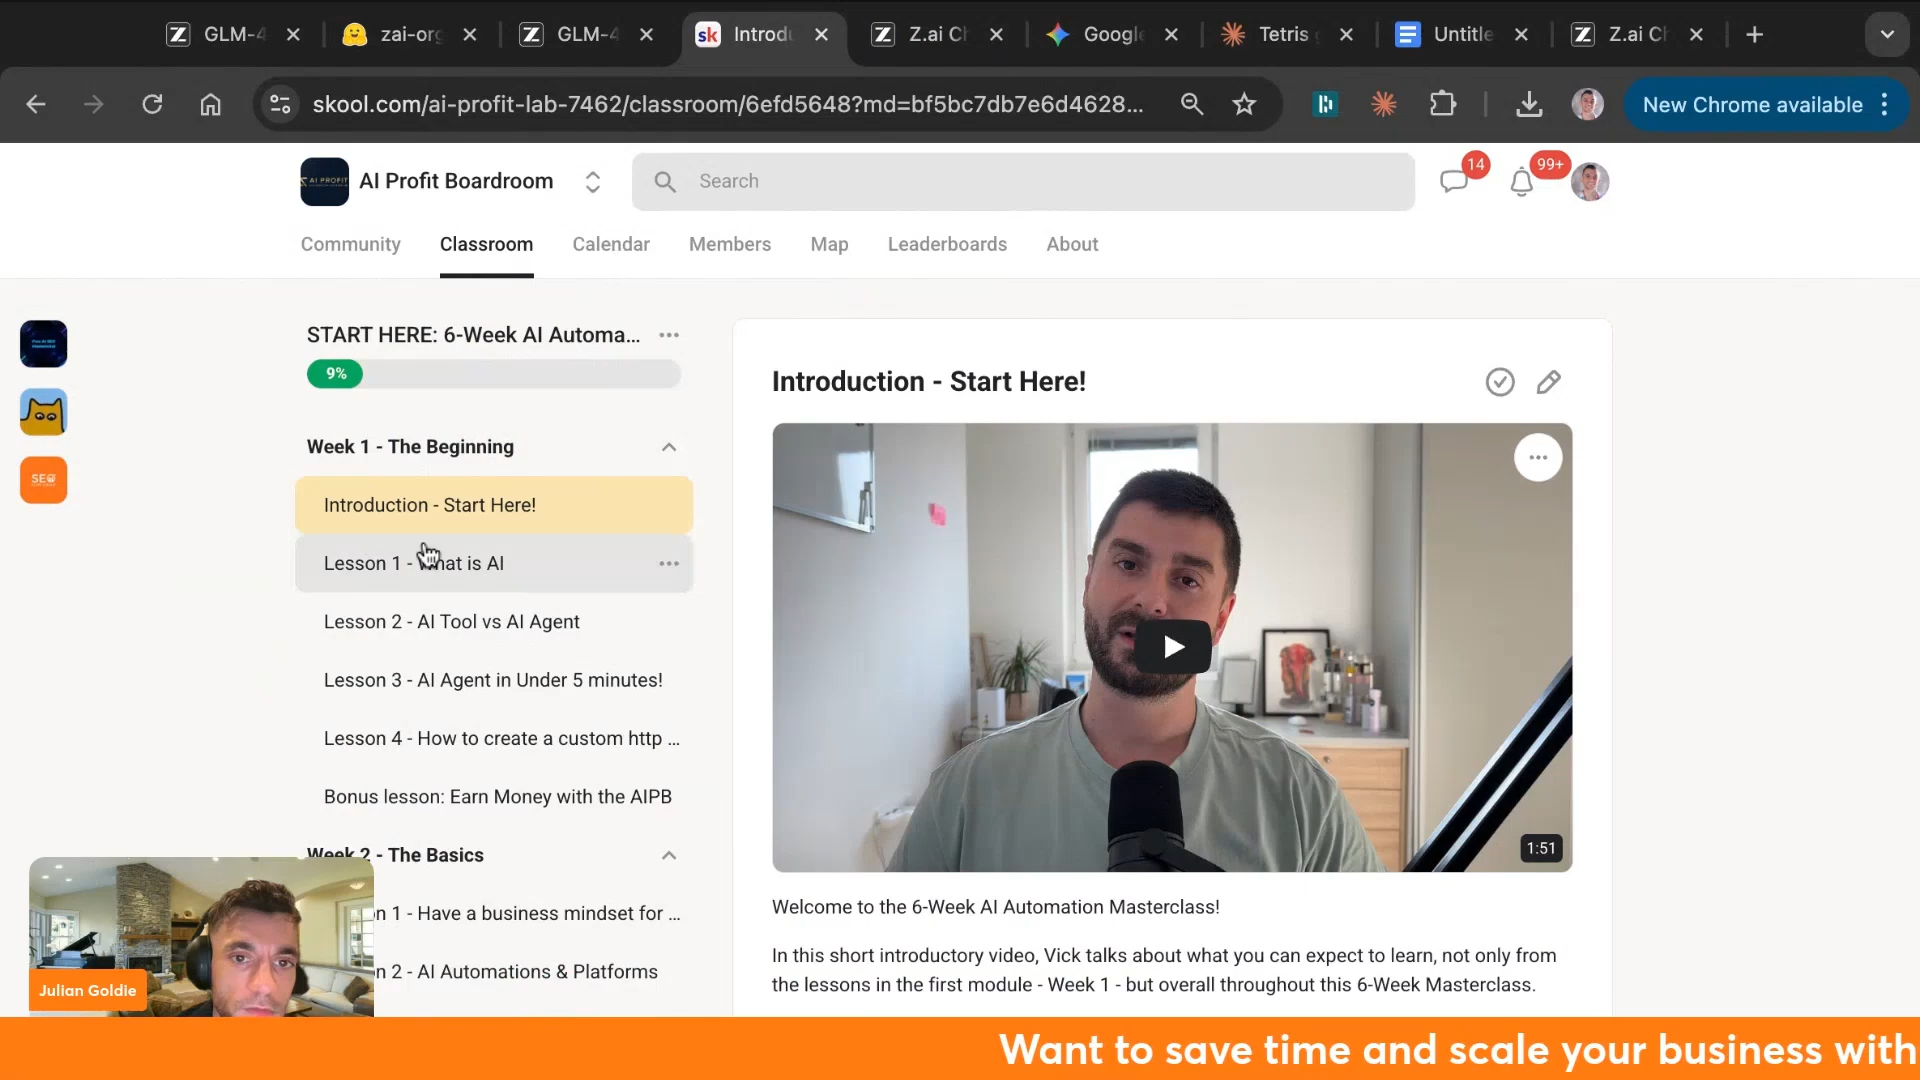 GLM-4
zai-org
GLM-4
Introdu
Z.ai Ch
Google
Tetris g
Untitle
Z.ai Ch
skool.com/ai-profit-lab-7462/classroom/6efd5648?md=bf5bc7db7e6d4628...
New Chrome available
AI Profit Boardroom
Search
14
99+
Community
Classroom
Calendar
Members
Map
Leaderboards
About
START HERE: 6-Week AI Automa...
9%
Week 1 - The Beginning
Introduction - Start Here!
Lesson 1 - What is AI
Lesson 2 - AI Tool vs AI Agent
Lesson 3 - AI Agent in Under 5 minutes!
Lesson 4 - How to create a custom http ...
Bonus lesson: Earn Money with the AIPB
Week 2 - The Basics
n 1 - Have a business mindset for ...
n 2 - AI Automations & Platforms
Introduction - Start Here!
1:51
Welcome to the 6-Week AI Automation Masterclass!
In this short introductory video, Vick talks about what you can expect to learn, not only from
the lessons in the first module - Week 1 - but overall throughout this 6-Week Masterclass.
Julian Goldie
Want to save time and scale your business with